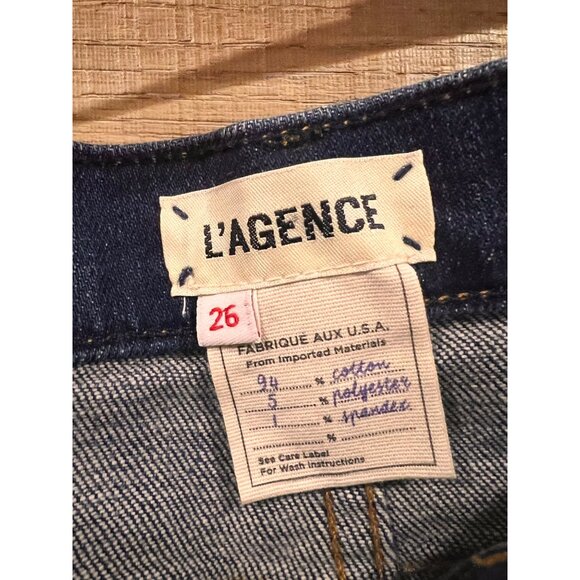 L'AGENCE
26
FABRIQUE AUX U.S.A.
From Imported Materials
94 % cotton
5 % polyester
1 % spandex
%
See Care Label
For Wash Instructions